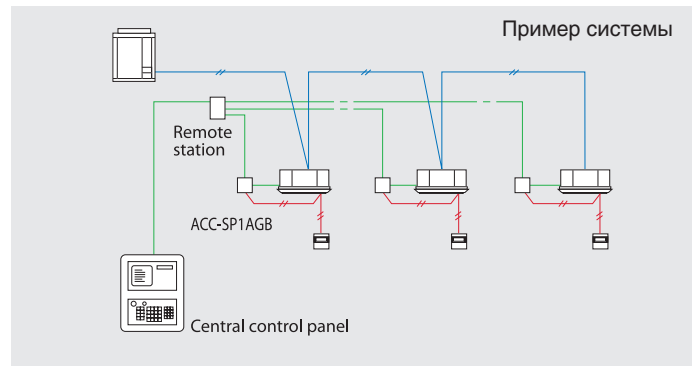 Пример системы
Remote
station
ACC-SP1AGB
Central control panel